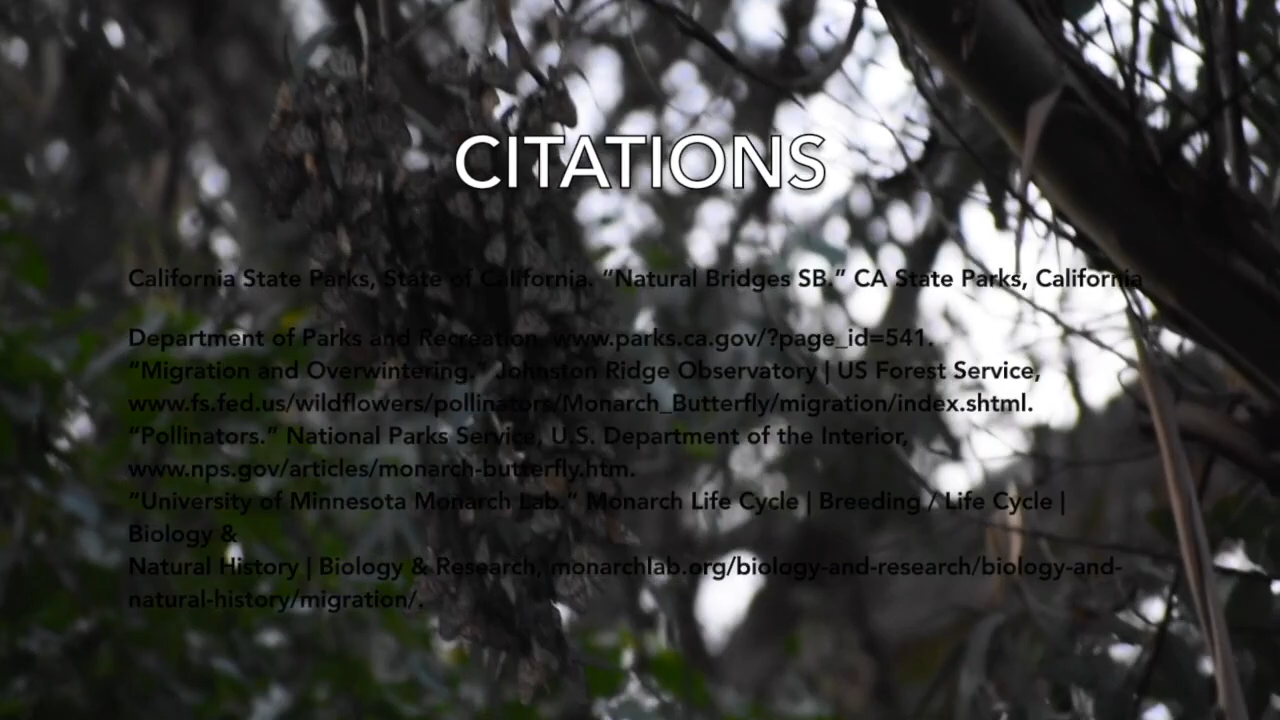 CITATIONS
California State Parks, State of California. “Natural Bridges SB.” CA State Parks, California
Department of Parks and Recreation, www.parks.ca.gov/?page_id=541.
“Migration and Overwintering.” Johnston Ridge Observatory | US Forest Service,
www.fs.fed.us/wildflowers/pollinators/Monarch_Butterfly/migration/index.shtml.
“Pollinators.” National Parks Service, U.S. Department of the Interior,
www.nps.gov/articles/monarch-butterfly.htm.
“University of Minnesota Monarch Lab.” Monarch Life Cycle | Breeding / Life Cycle |
Biology &
Natural History | Biology & Research, monarchlab.org/biology-and-research/biology-and-
natural-history/migration/.